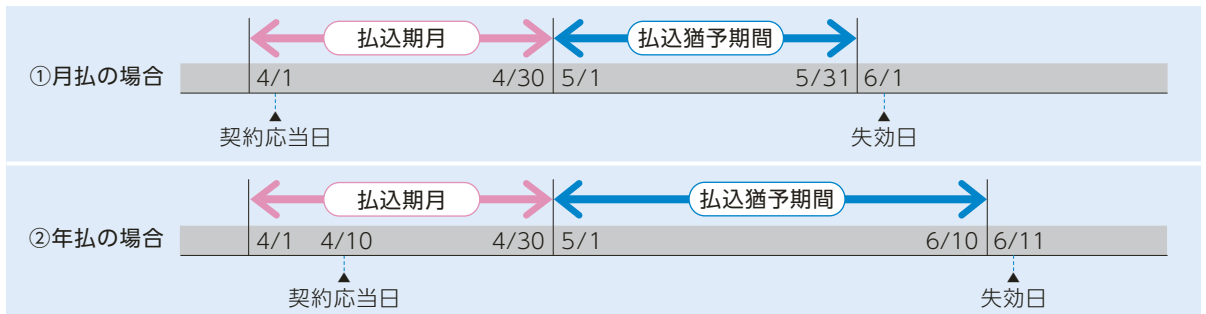 払込期月 払込猶予期間
①月払の場合 4/1 4/30 5/1 5/31 6/1
契約応当日 失効日
払込期月 払込猶予期間
②年払の場合 4/1 4/10 4/30 5/1 6/10 6/11
契約応当日 失効日